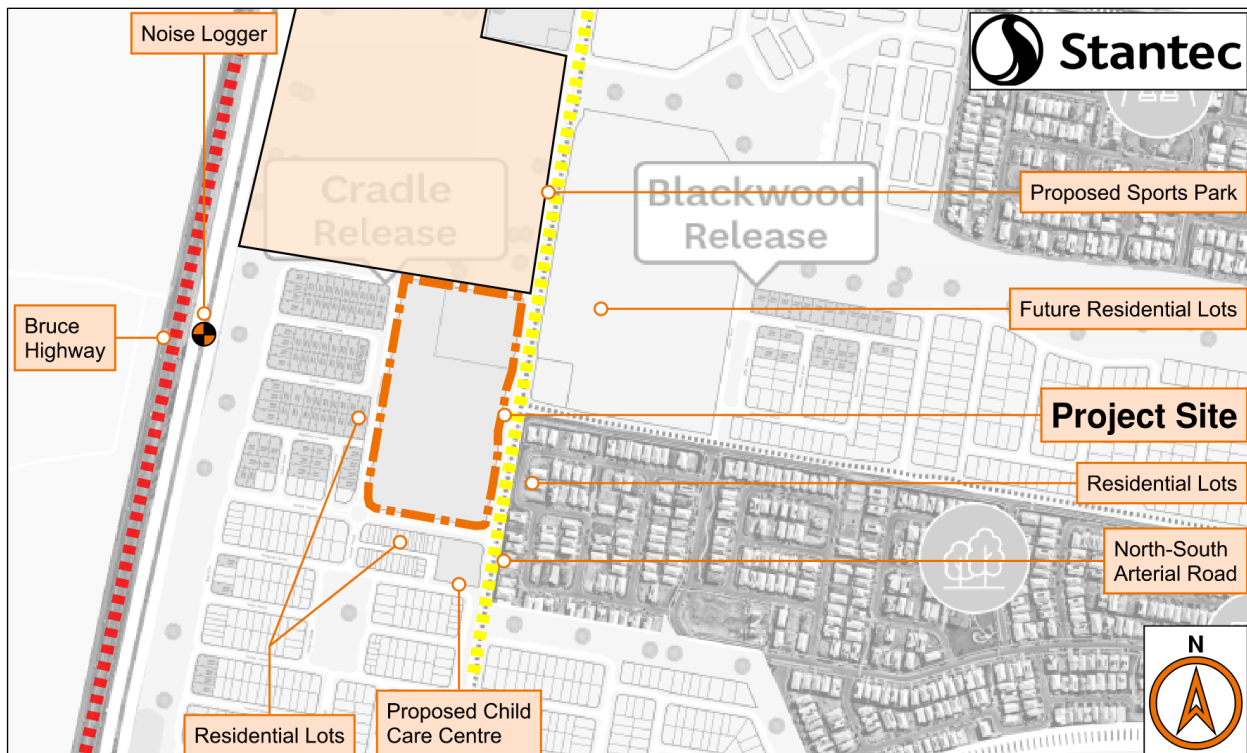 Noise Logger
Stantec
Cradle
Release
Blackwood
Release
Proposed Sports Park
Bruce
Highway
Future Residential Lots
Project Site
Residential Lots
North-South
Arterial Road
N
Residential Lots
Proposed Child
Care Centre